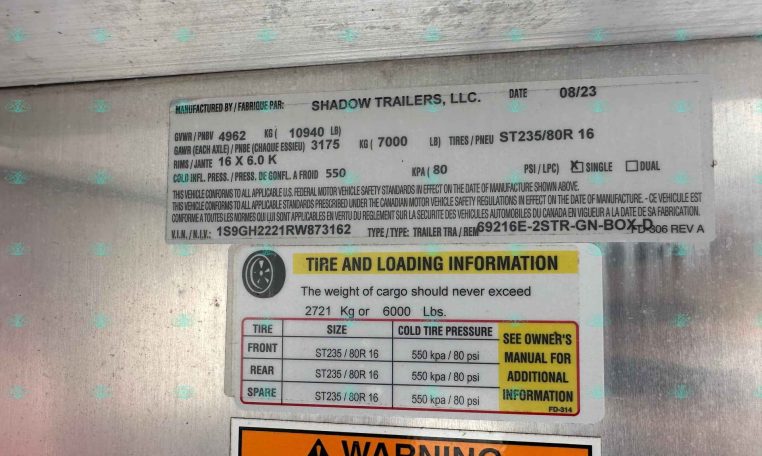 MANUFACTURED BY / FABRIQUE PAR: SHADOW TRAILERS, LLC. DATE 08/23
GVWR / PNBV 4962 KG ( 10940 LB)
GAWR (EACH AXLE) / PNBE (CHAQUE ESSIEU) 3175 KG ( 7000 LB) TIRES / PNEU ST235/80R 16
RIMS / JANTE 16 X 6.0 K
COLD INFL. PRESS. / PRESS. DE GONFL. A FROID 550 KPA ( 80 PSI / LPC) X SINGLE DUAL
THIS VEHICLE CONFORMS TO ALL APPLICABLE U.S. FEDERAL MOTOR VEHICLE SAFETY STANDARDS IN EFFECT ON THE DATE OF MANUFACTURE SHOWN ABOVE.
THIS VEHICLE CONFORMS TO ALL APPLICABLE STANDARDS PRESCRIBED UNDER THE CANADIAN MOTOR VEHICLE SAFETY REGULATIONS IN EFFECT ON THE DATE OF MANUFACTURE. - CE VEHICULE EST
CONFORME A TOUTES LES NORMES QUI LUI SONT APPLICABLES EN VERTU DU REGLEMENT SUR LA SECURITE DES VEHICULES AUTOMOBILES DU CANADA EN VIGUEUR A LA DATE DE SA FABRICATION.
V.I.N. / N.I.V.: 1S9GH2221RW873162 TYPE / TYPE: TRAILER TRA / REM 69216E-2STR-GN-BOX-D FD-306 REV A
TIRE AND LOADING INFORMATION
The weight of cargo should never exceed
2721 Kg or 6000 Lbs.
TIRE SIZE COLD TIRE PRESSURE
FRONT ST235 / 80R 16 550 kpa / 80 psi
REAR ST235 / 80R 16 550 kpa / 80 psi
SPARE ST235 / 80R 16 550 kpa / 80 psi
SEE OWNER'S
MANUAL FOR
ADDITIONAL
INFORMATION
FD-314
WARNING